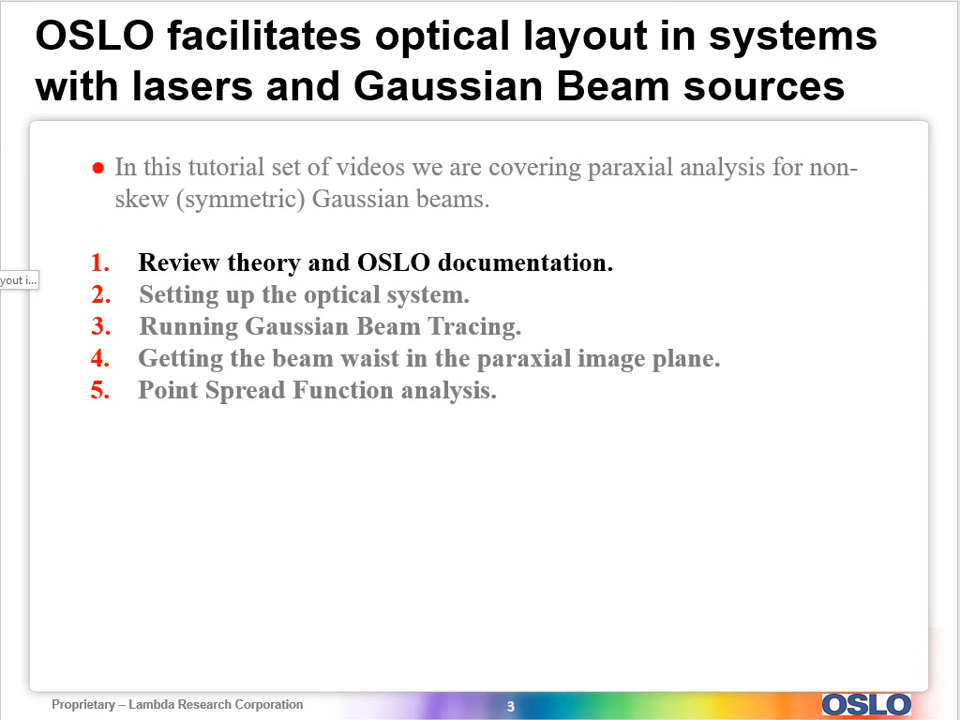 OSLO facilitates optical layout in systems
with lasers and Gaussian Beam sources
● In this tutorial set of videos we are covering paraxial analysis for non-
skew (symmetric) Gaussian beams.
1. Review theory and OSLO documentation.
yout i...
2. Setting up the optical system.
3. Running Gaussian Beam Tracing.
4. Getting the beam waist in the paraxial image plane.
5. Point Spread Function analysis.
Proprietary – Lambda Research Corporation
3
OSLO